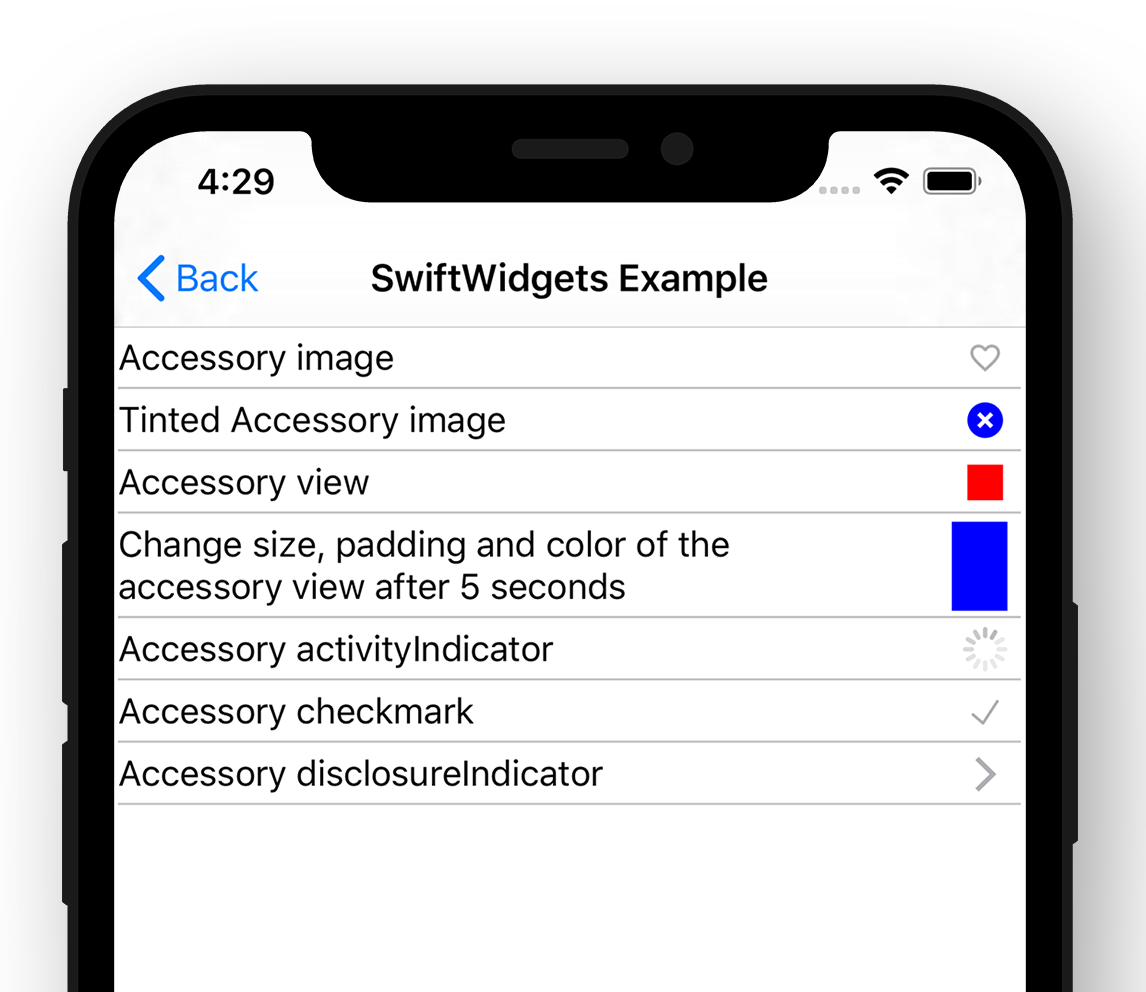 4:29
Back
SwiftWidgets Example
Accessory image
Tinted Accessory image
Accessory view
Change size, padding and color of the
accessory view after 5 seconds
Accessory activityIndicator
Accessory checkmark
Accessory disclosureIndicator